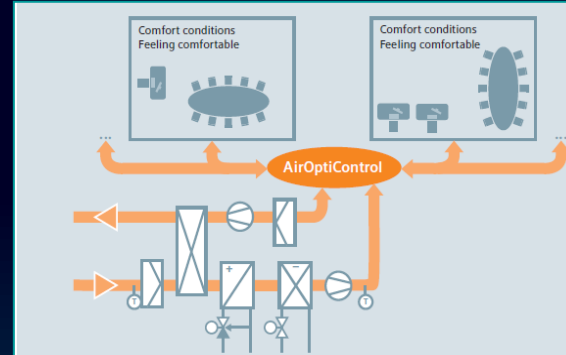 Comfort conditions
Feeling comfortable
Comfort conditions
Feeling comfortable
...
...
AirOptiControl
T
+
−
T